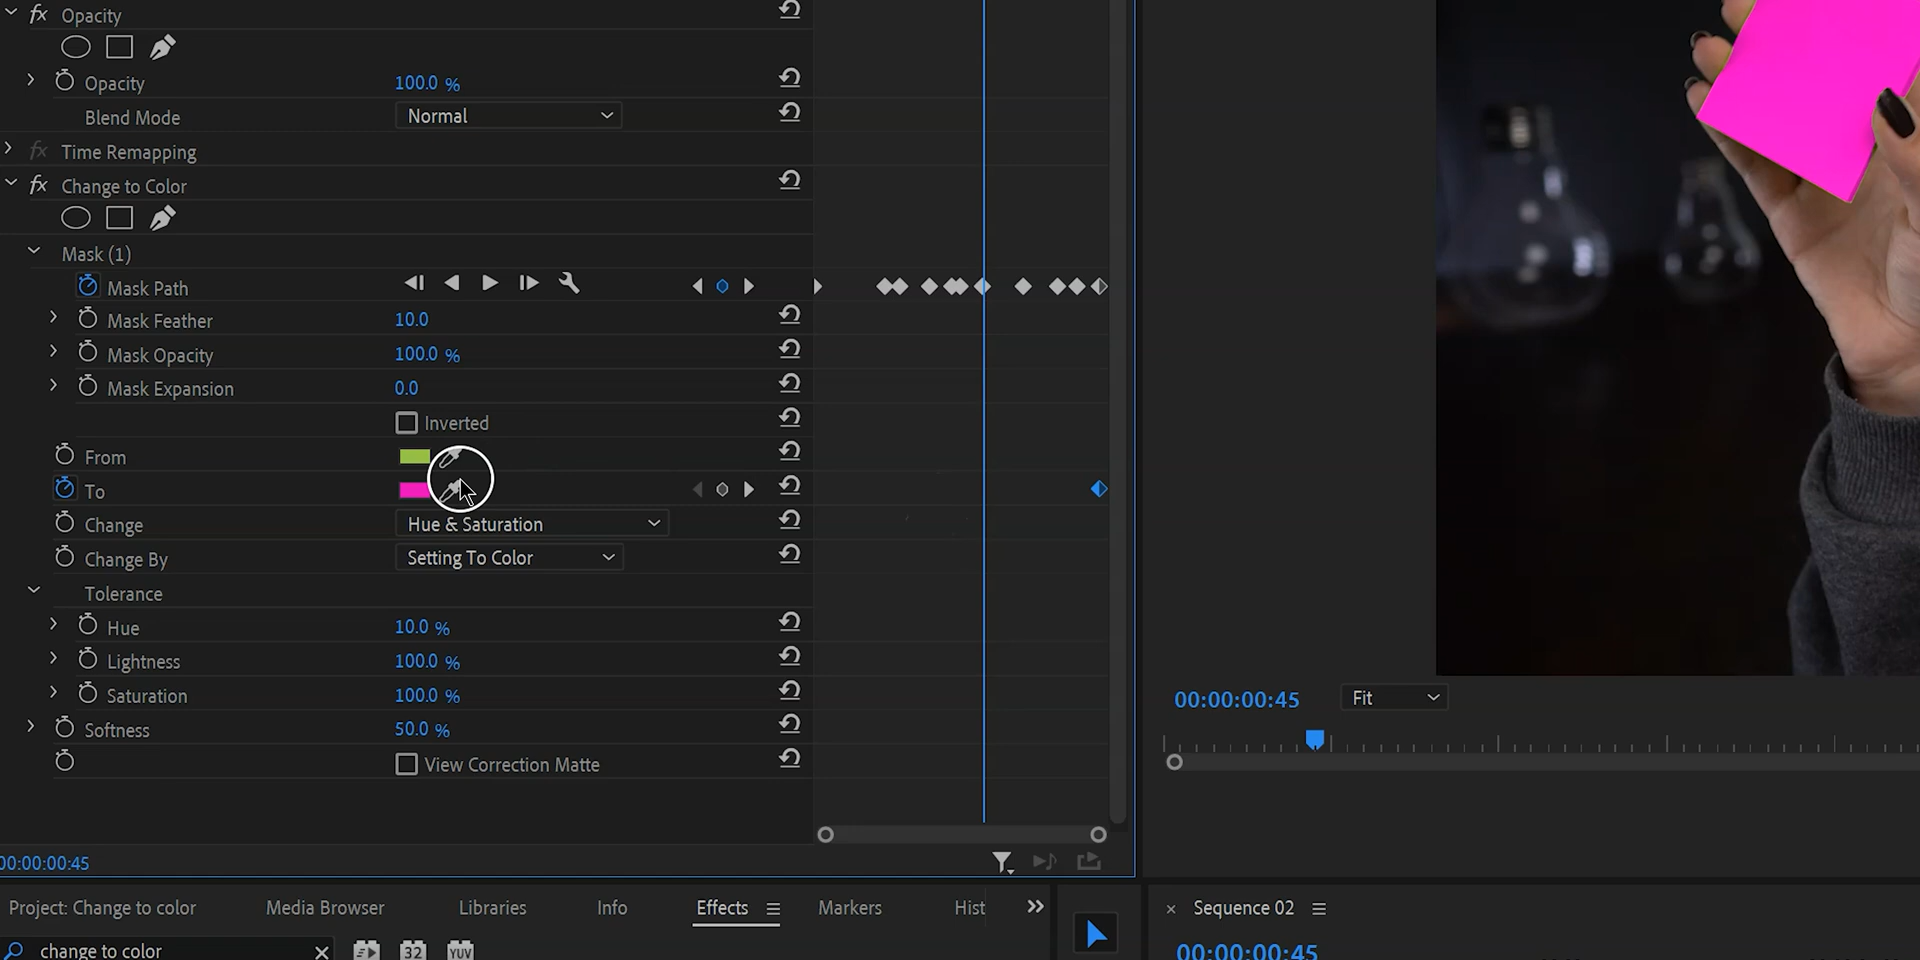 fx Opacity
Opacity 100.0 %
Blend Mode Normal
fx Time Remapping
fx Change to Color
Mask (1)
Mask Path
Mask Feather 10.0
Mask Opacity 100.0 %
Mask Expansion 0.0
Inverted
From
To
Change Hue & Saturation
Change By Setting To Color
Tolerance
Hue 10.0 %
Lightness 100.0 %
Saturation 100.0 %
Softness 50.0 %
View Correction Matte
00:00:00:45 Fit
00:00:00:45
Project: Change to color Media Browser Libraries Info Effects Markers Hist
Sequence 02
change to color 32 YUV
00:00:00:45